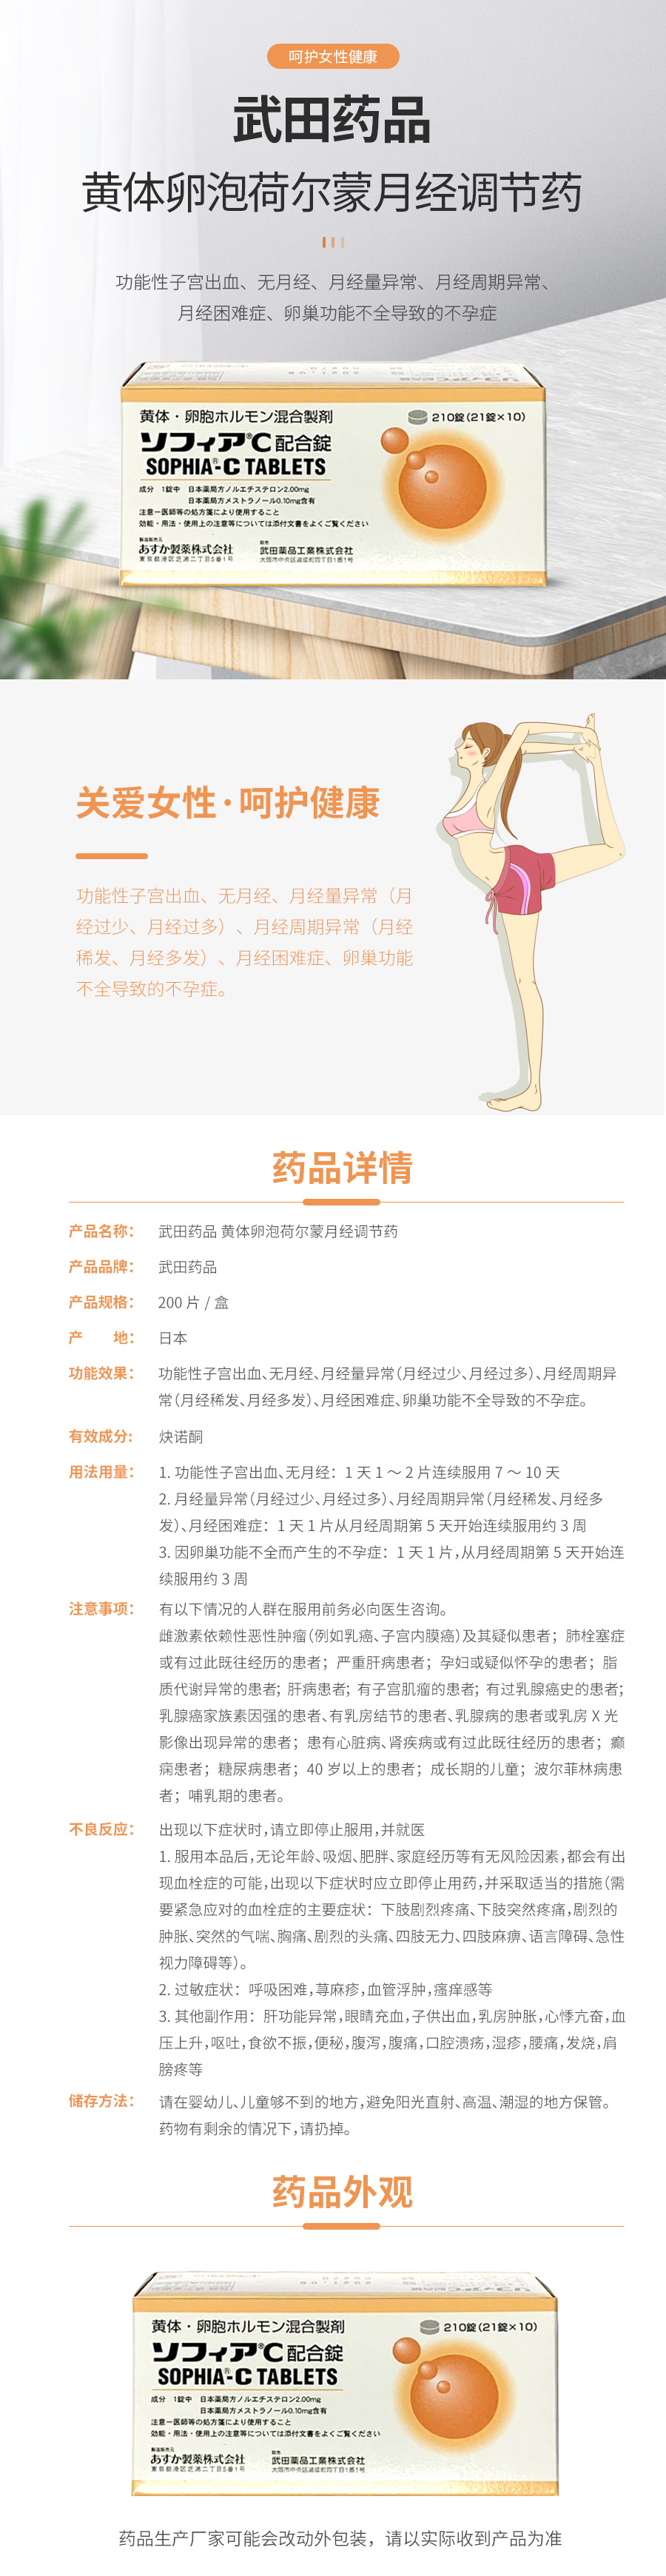 呵护女性健康
武田药品
黄体卵泡荷尔蒙月经调节药
功能性子宫出血、无月经、月经量异常、月经周期异常、
月经困难症、卵巢功能不全导致的不孕症
黄体・卵胞ホルモン混合製剤
210錠(21錠×10)
ソフィア®C 配合錠
SOPHIA®-C TABLETS
成分 1錠中 日本薬局方ノルエチステロン2.00mg
日本薬局方メストラノール0.10mg含有
注意ー医師等の処方箋により使用すること
効能・用法・使用上の注意等については添付文書をよくご覧ください
製造販売元
あすか製薬株式会社
東京都港区芝浦二丁目5番1号
販売
武田薬品工業株式会社
大阪市中央区道修町四丁目1番1号
关爱女性·呵护健康
功能性子宫出血、无月经、月经量异常（月
经过少、月经过多）、月经周期异常（月经
稀发、月经多发）、月经困难症、卵巢功能
不全导致的不孕症。
药品详情
产品名称： 武田药品 黄体卵泡荷尔蒙月经调节药
产品品牌： 武田药品
产品规格： 200 片 / 盒
产 地： 日本
功能效果： 功能性子宫出血、无月经、月经量异常（月经过少、月经过多）、月经周期异
常（月经稀发、月经多发）、月经困难症、卵巢功能不全导致的不孕症。
有效成分: 炔诺酮
用法用量： 1. 功能性子宫出血、无月经：1 天 1 ～ 2 片连续服用 7 ～ 10 天
2. 月经量异常（月经过少、月经过多）、月经周期异常（月经稀发、月经多
发）、月经困难症：1 天 1 片从月经周期第 5 天开始连续服用约 3 周
3. 因卵巢功能不全而产生的不孕症：1 天 1 片，从月经周期第 5 天开始连
续服用约 3 周
注意事项： 有以下情况的人群在服用前务必向医生咨询。
雌激素依赖性恶性肿瘤（例如乳癌、子宫内膜癌）及其疑似患者；肺栓塞症
或有过此既往经历的患者；严重肝病患者；孕妇或疑似怀孕的患者；脂
质代谢异常的患者；肝病患者；有子宫肌瘤的患者；有过乳腺癌史的患者；
乳腺癌家族素因强的患者、有乳房结节的患者、乳腺病的患者或乳房 X 光
影像出现异常的患者；患有心脏病、肾疾病或有过此既往经历的患者；癫
痫患者；糖尿病患者；40 岁以上的患者；成长期的儿童；波尔菲林病患
者；哺乳期的患者。
不良反应： 出现以下症状时，请立即停止服用，并就医
1. 服用本品后，无论年龄、吸烟、肥胖、家庭经历等有无风险因素，都会有出
现血栓症的可能，出现以下症状时应立即停止用药，并采取适当的措施（需
要紧急应对的血栓症的主要症状：下肢剧烈疼痛、下肢突然疼痛，剧烈的
肿胀、突然的气喘、胸痛、剧烈的头痛、四肢无力、四肢麻痹、语言障碍、急性
视力障碍等）。
2. 过敏症状：呼吸困难，荨麻疹，血管浮肿，瘙痒感等
3. 其他副作用：肝功能异常，眼睛充血，子供出血，乳房肿胀，心悸亢奋，血
压上升，呕吐，食欲不振，便秘，腹泻，腹痛，口腔溃疡，湿疹，腰痛，发烧，肩
膀疼等
储存方法： 请在婴幼儿、儿童够不到的地方，避免阳光直射、高温、潮湿的地方保管。
药物有剩余的情况下，请扔掉。
药品外观
黄体・卵胞ホルモン混合製剤
210錠(21錠×10)
ソフィア®C 配合錠
SOPHIA®-C TABLETS
成分 1錠中 日本薬局方ノルエチステロン2.00mg
日本薬局方メストラノール0.10mg含有
注意ー医師等の処方箋により使用すること
効能・用法・使用上の注意等については添付文書をよくご覧ください
製造販売元
あすか製薬株式会社
東京都港区芝浦二丁目5番1号
販売
武田薬品工業株式会社
大阪市中央区道修町四丁目1番1号
药品生产厂家可能会改动外包装，请以实际收到产品为准